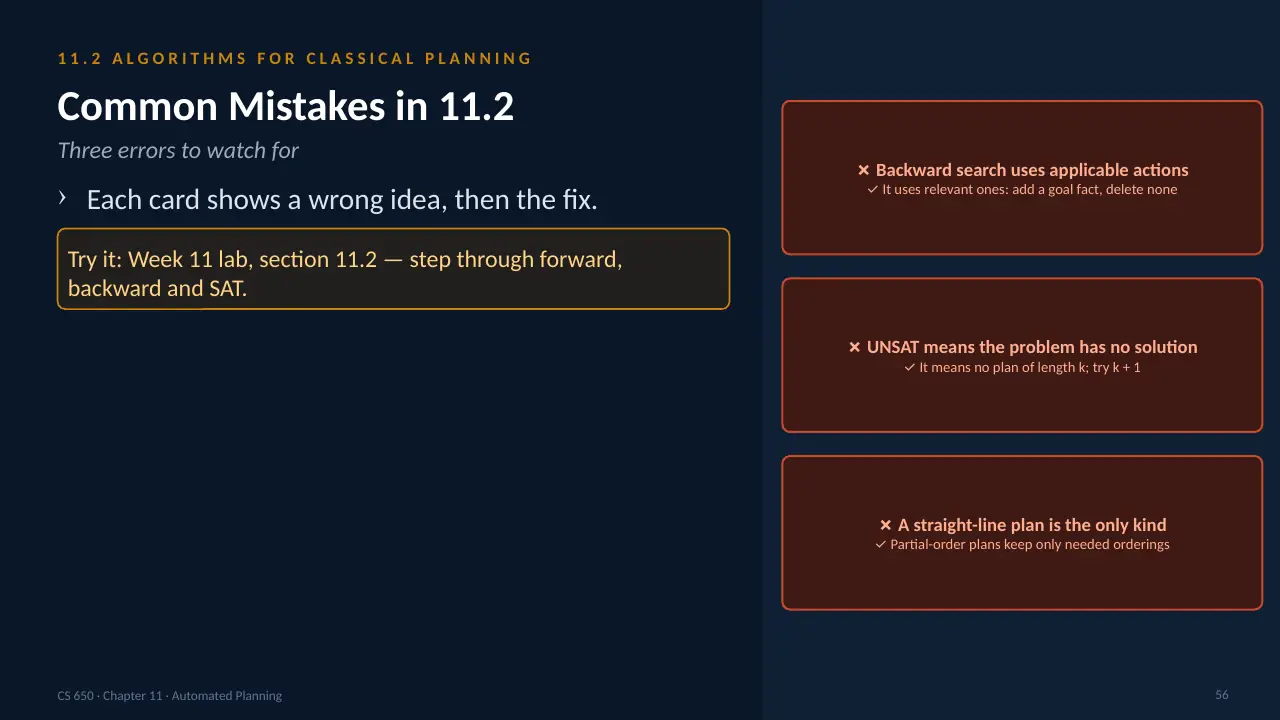 11.2 ALGORITHMS FOR CLASSICAL PLANNING
Common Mistakes in 11.2
Three errors to watch for
› Each card shows a wrong idea, then the fix.
Try it: Week 11 lab, section 11.2 — step through forward,
backward and SAT.
× Backward search uses applicable actions
✓ It uses relevant ones: add a goal fact, delete none
× UNSAT means the problem has no solution
✓ It means no plan of length k; try k + 1
× A straight-line plan is the only kind
✓ Partial-order plans keep only needed orderings
CS 650 · Chapter 11 · Automated Planning
56